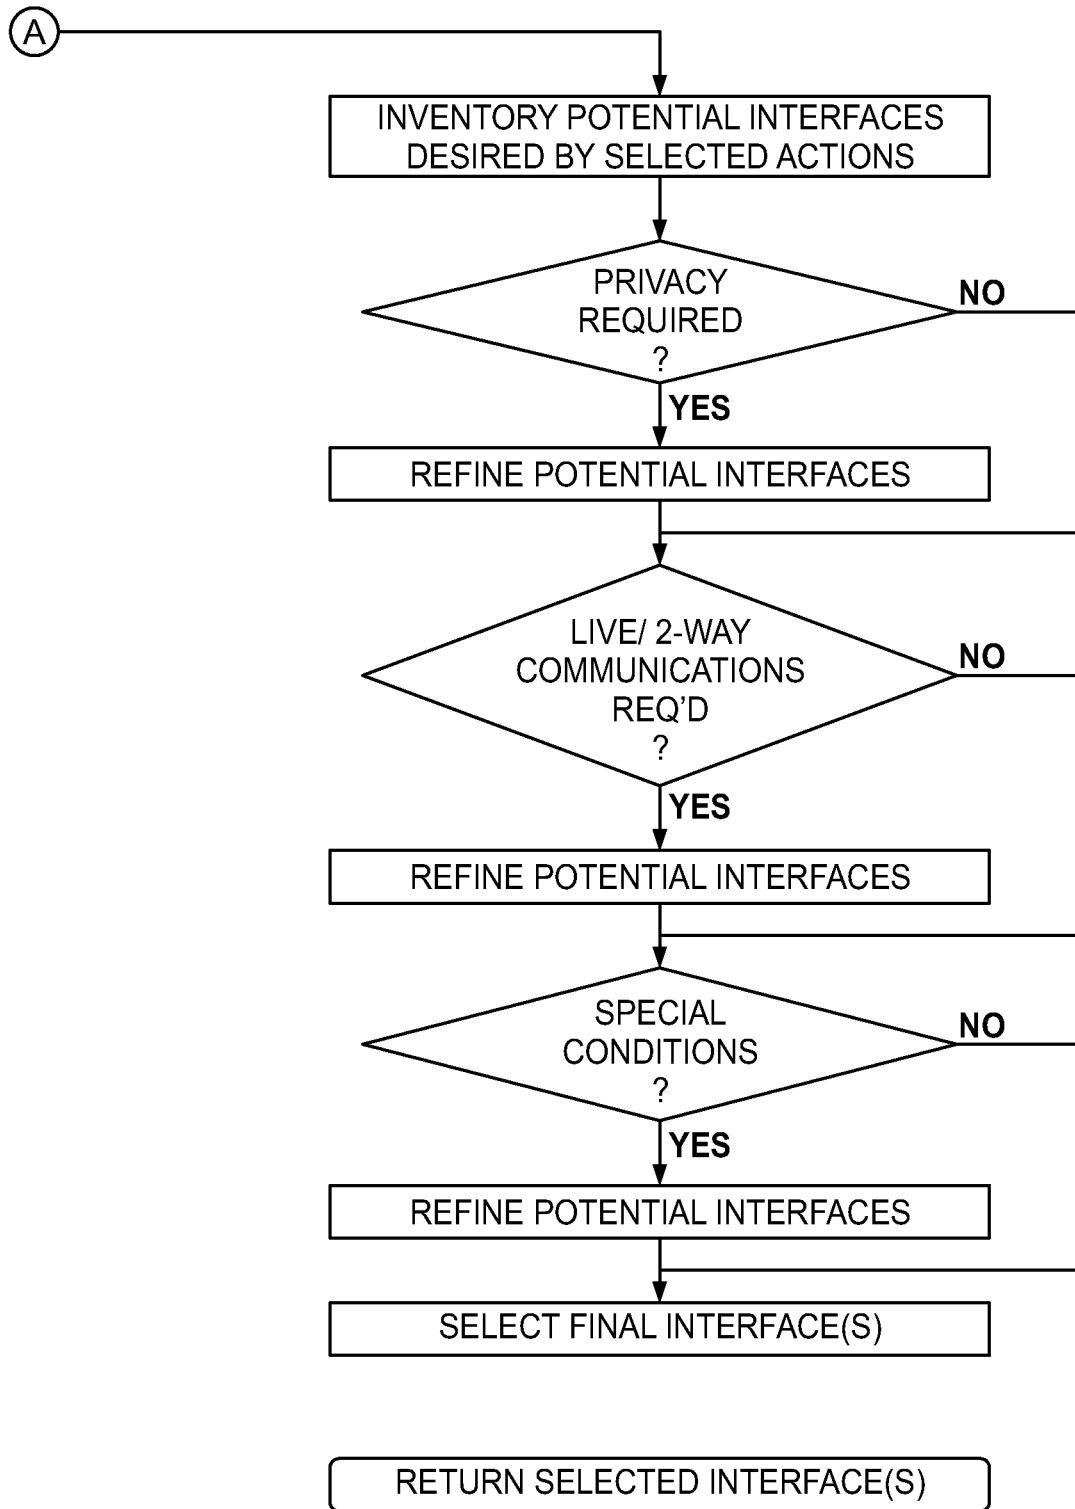 A
INVENTORY POTENTIAL INTERFACES
DESIRED BY SELECTED ACTIONS
PRIVACY
REQUIRED
?
NO
YES
REFINE POTENTIAL INTERFACES
LIVE/ 2-WAY
COMMUNICATIONS
REQ'D
?
NO
YES
REFINE POTENTIAL INTERFACES
SPECIAL
CONDITIONS
?
NO
YES
REFINE POTENTIAL INTERFACES
SELECT FINAL INTERFACE(S)
RETURN SELECTED INTERFACE(S)